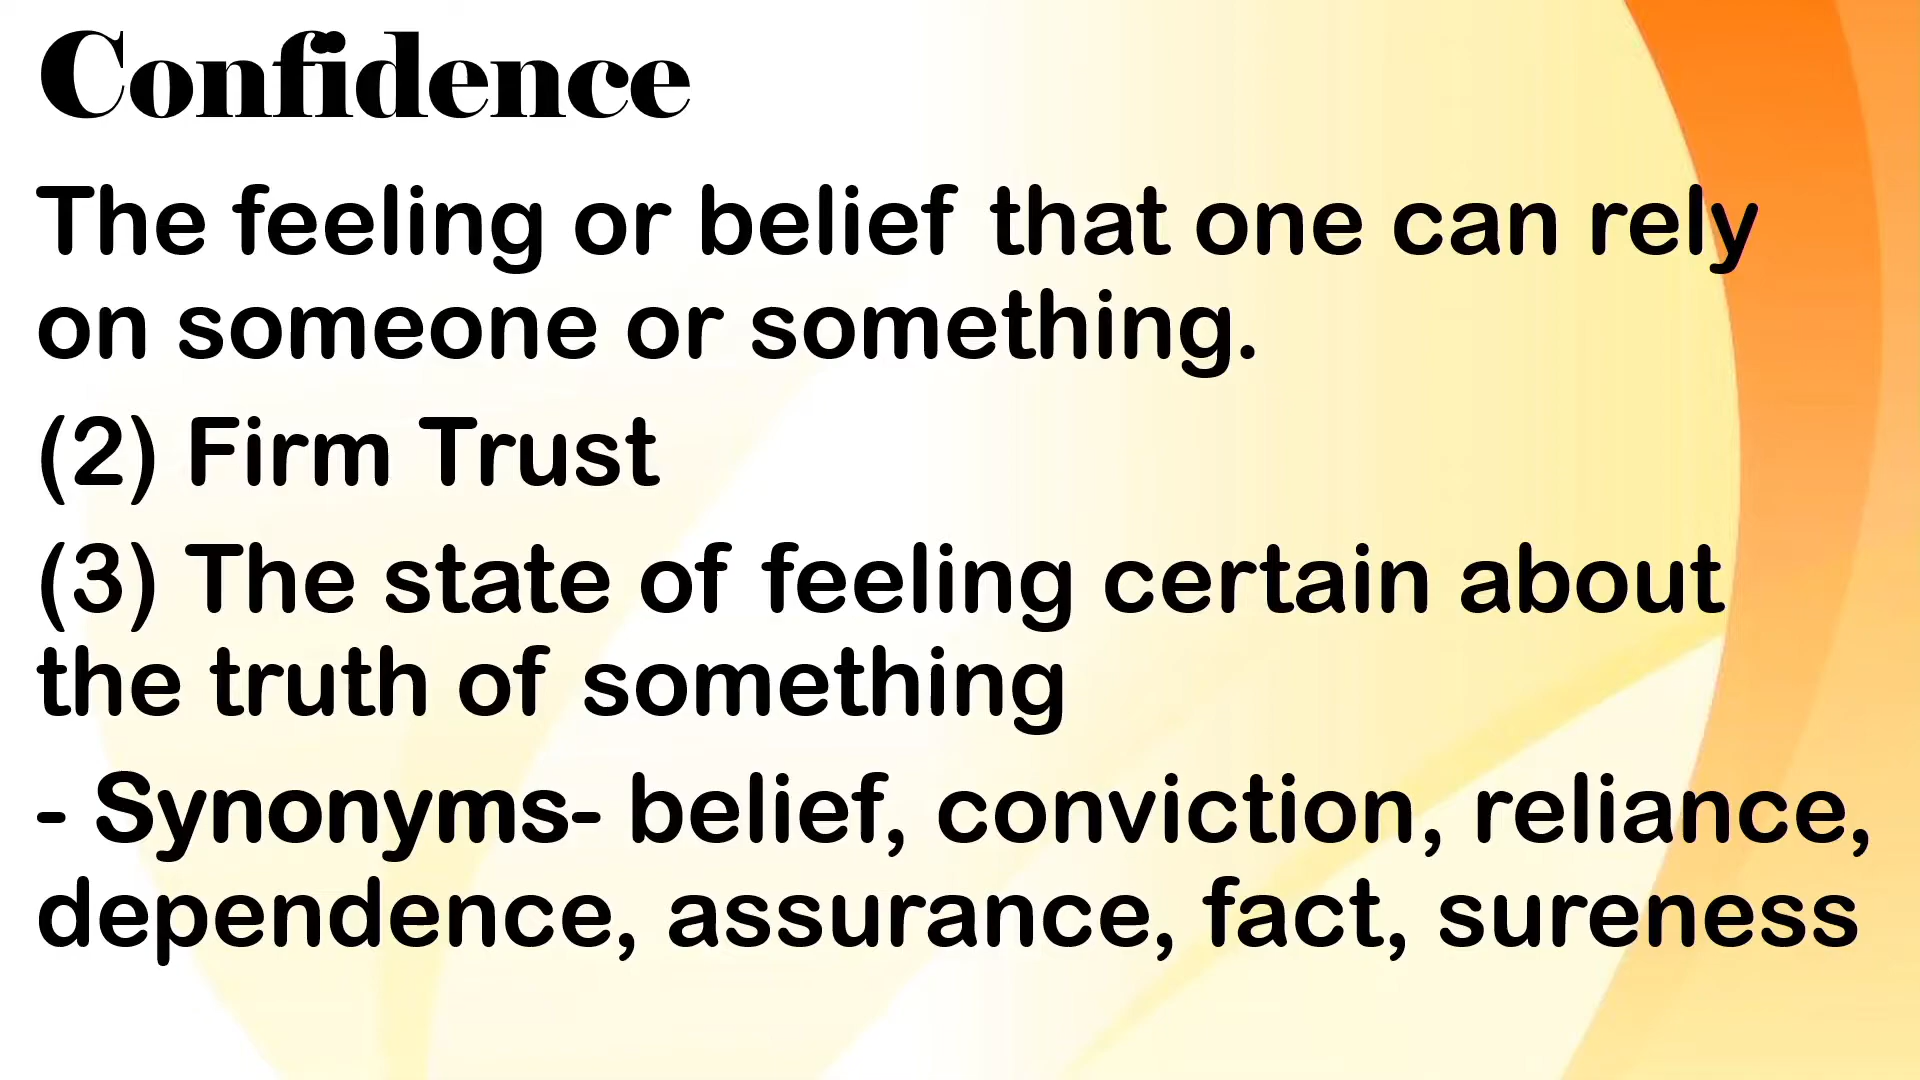 Confidence
The feeling or belief that one can rely
on someone or something.
(2) Firm Trust
(3) The state of feeling certain about
the truth of something
- Synonyms- belief, conviction, reliance,
dependence, assurance, fact, sureness